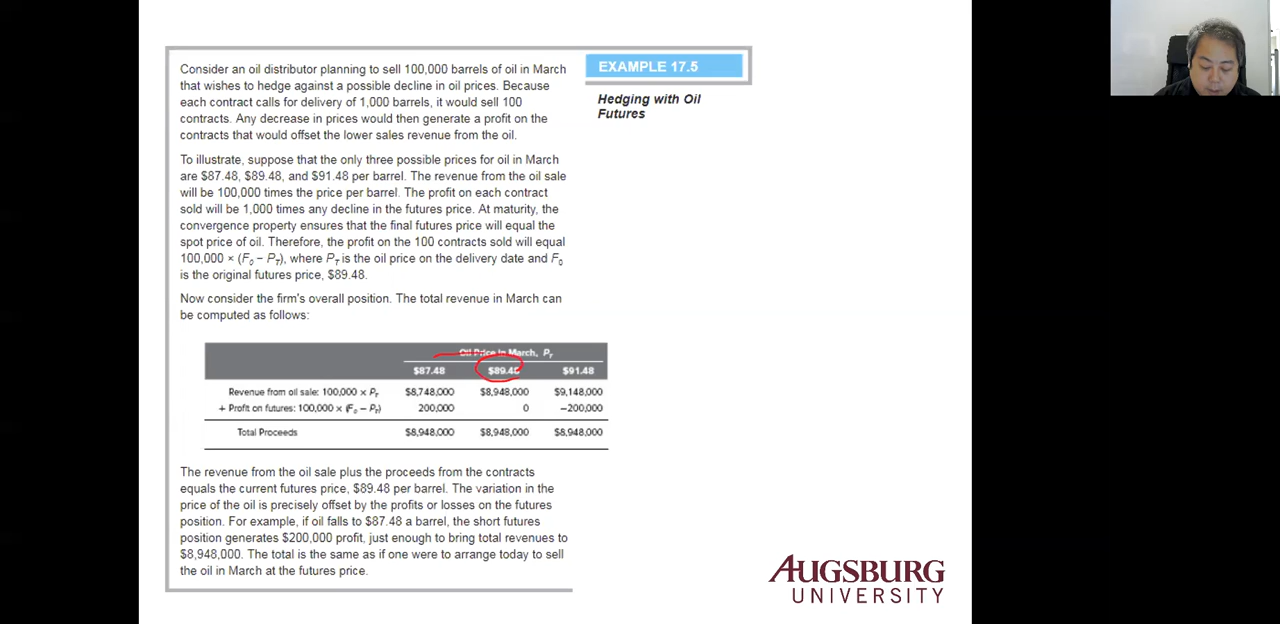 Consider an oil distributor planning to sell 100,000 barrels of oil in March
that wishes to hedge against a possible decline in oil prices. Because
each contract calls for delivery of 1,000 barrels, it would sell 100
contracts. Any decrease in prices would then generate a profit on the
contracts that would offset the lower sales revenue from the oil.
To illustrate, suppose that the only three possible prices for oil in March
are $87.48, $89.48, and $91.48 per barrel. The revenue from the oil sale
will be 100,000 times the price per barrel. The profit on each contract
sold will be 1,000 times any decline in the futures price. At maturity, the
convergence property ensures that the final futures price will equal the
spot price of oil. Therefore, the profit on the 100 contracts sold will equal
100,000 × (F₀ − P_T), where P_T is the oil price on the delivery date and F₀
is the original futures price, $89.48.
Now consider the firm's overall position. The total revenue in March can
be computed as follows:
Oil Price in March, P_T
$87.48 $89.48 $91.48
Revenue from oil sale: 100,000 × P_T $8,748,000 $8,948,000 $9,148,000
+ Profit on futures: 100,000 × (F₀ − P_T) 200,000 0 −200,000
Total Proceeds $8,948,000 $8,948,000 $8,948,000
The revenue from the oil sale plus the proceeds from the contracts
equals the current futures price, $89.48 per barrel. The variation in the
price of the oil is precisely offset by the profits or losses on the futures
position. For example, if oil falls to $87.48 a barrel, the short futures
position generates $200,000 profit, just enough to bring total revenues to
$8,948,000. The total is the same as if one were to arrange today to sell
the oil in March at the futures price.
EXAMPLE 17.5
Hedging with Oil
Futures
AUGSBURG
UNIVERSITY